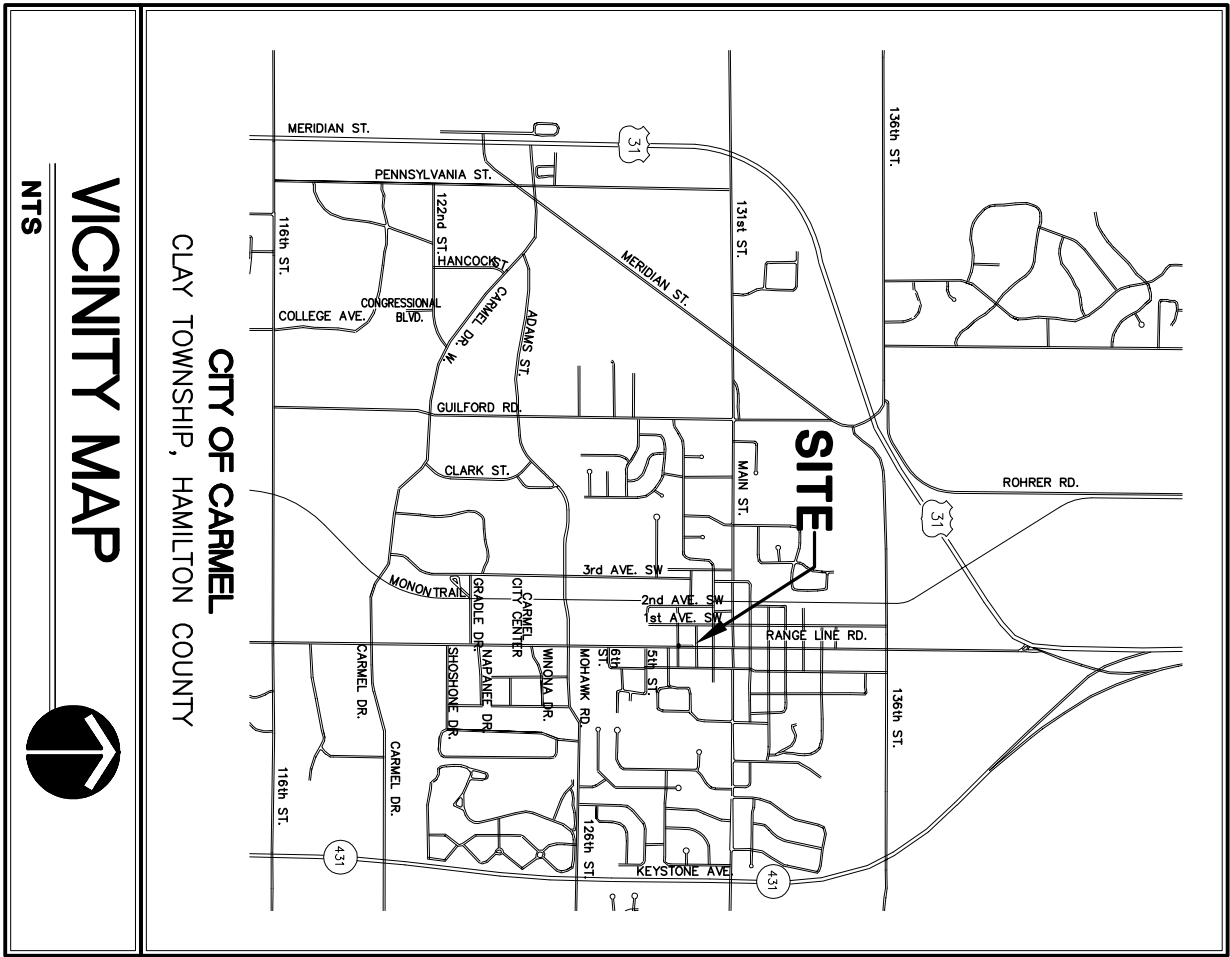 136th ST.
MERIDIAN ST.
31
PENNSYLVANIA ST.
122nd ST.
116th ST.
131st ST.
HANCOCK ST.
MERIDIAN ST.
CONGRESSIONAL
BLVD.
COLLEGE AVE.
CARMEL DR. W.
ADAMS ST.
GUILFORD RD.
SITE
CLARK ST.
MAIN ST.
ROHRER RD.
31
3rd AVE. SW
MONON TRAIL
GRADLE DR.
CARMEL
CITY CENTER
2nd AVE. SW
1st AVE. SW
RANGE LINE RD.
CARMEL DR.
SHOSHONE DR.
NAPANEE DR.
WINONA DR.
MOHAWK RD.
6th
ST.
5th ST.
136th ST.
CARMEL DR.
116th ST.
126th ST.
431
KEYSTONE AVE.
431
CITY OF CARMEL
CLAY TOWNSHIP, HAMILTON COUNTY
VICINITY MAP
NTS